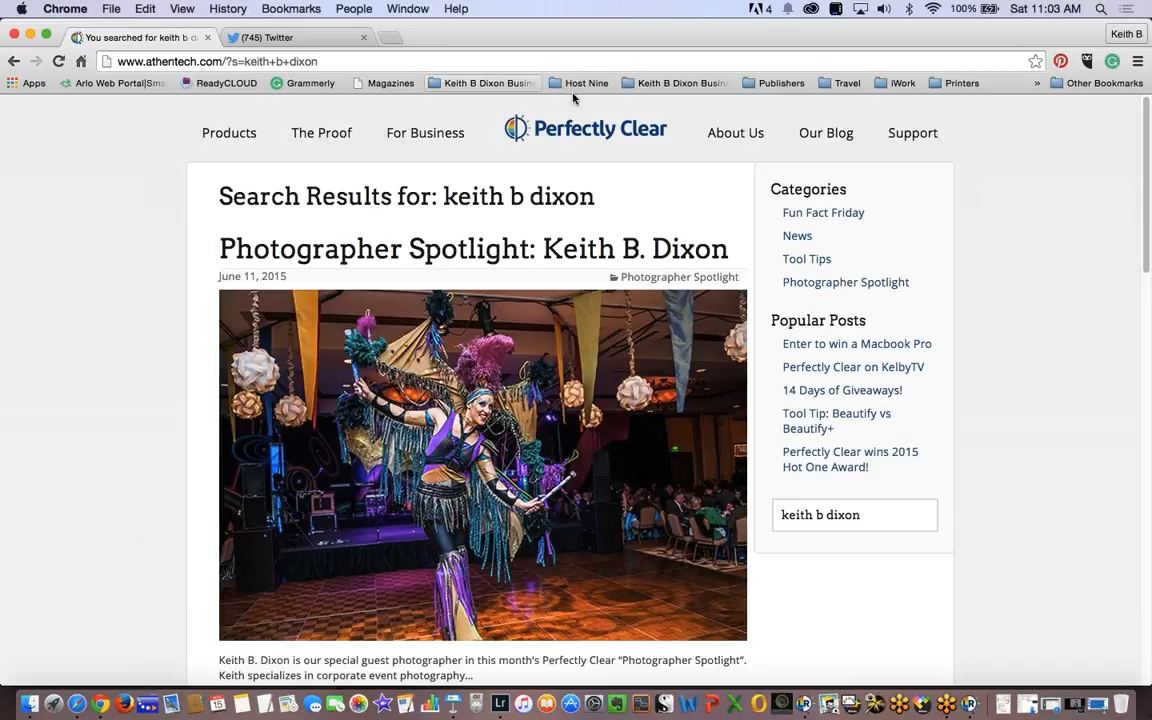 Chrome File Edit View History Bookmarks People Window Help 4 100% Sat 11:03 AM
You searched for keith b d (745) Twitter Keith B
www.athentech.com/?s=keith+b+dixon
Apps Arlo Web Portal|Sma ReadyCLOUD Grammerly Magazines Keith B Dixon Busin Host Nine Keith B Dixon Busin Publishers Travel iWork Printers » Other Bookmarks
Products The Proof For Business Perfectly Clear About Us Our Blog Support
Search Results for: keith b dixon
Photographer Spotlight: Keith B. Dixon
June 11, 2015 Photographer Spotlight
Keith B. Dixon is our special guest photographer in this month's Perfectly Clear "Photographer Spotlight".
Keith specializes in corporate event photography...
Categories
Fun Fact Friday
News
Tool Tips
Photographer Spotlight
Popular Posts
Enter to win a Macbook Pro
Perfectly Clear on KelbyTV
14 Days of Giveaways!
Tool Tip: Beautify vs
Beautify+
Perfectly Clear wins 2015
Hot One Award!
keith b dixon